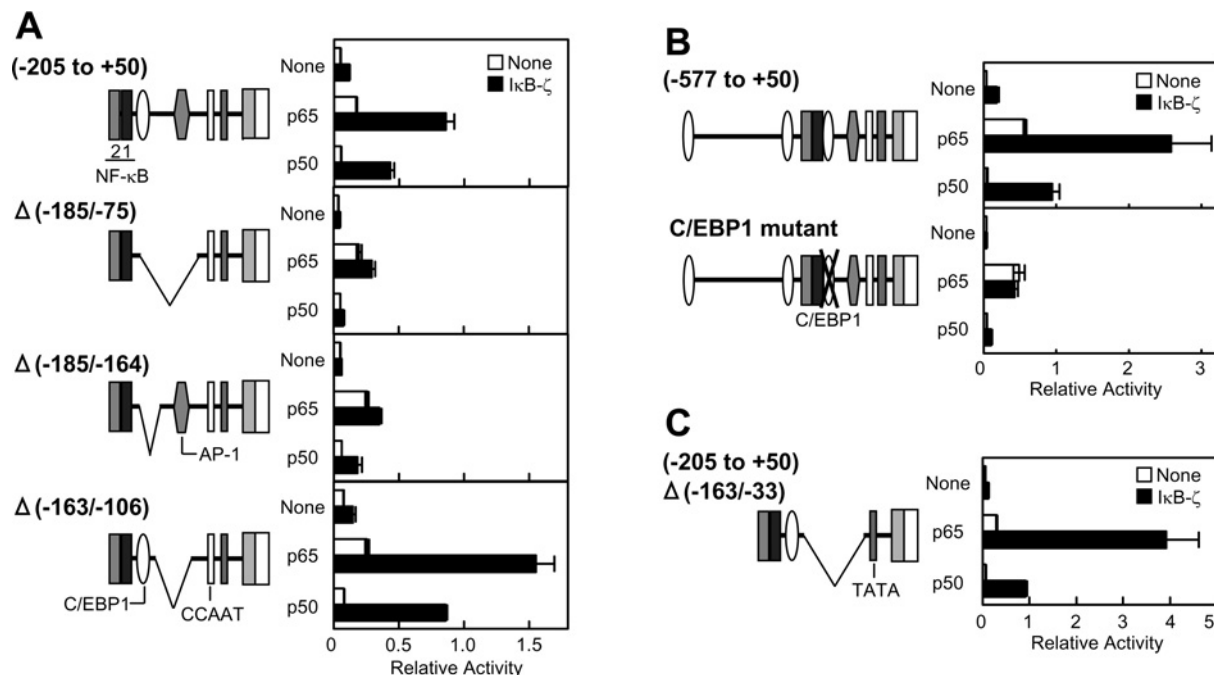 A
(-205 to +50)
21
NF-κB
None
p65
p50
None
IκB-ζ
Δ (-185/-75)
None
p65
p50
Δ (-185/-164)
AP-1
None
p65
p50
Δ (-163/-106)
C/EBP1
CCAAT
None
p65
p50
0 0.5 1.0 1.5
Relative Activity
B
(-577 to +50)
None
p65
p50
None
IκB-ζ
C/EBP1 mutant
C/EBP1
None
p65
p50
0 1 2 3
Relative Activity
C
(-205 to +50)
Δ (-163/-33)
TATA
None
p65
p50
None
IκB-ζ
0 1 2 3 4 5
Relative Activity